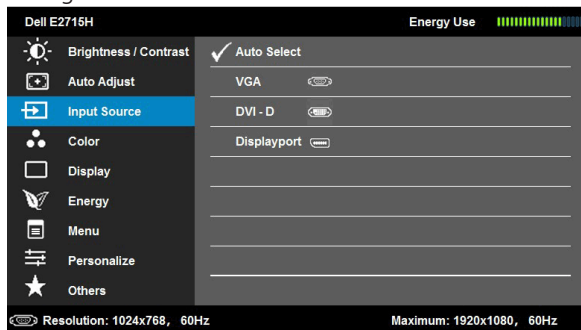 Dell E2715H Energy Use
Brightness / Contrast Auto Select
Auto Adjust VGA
Input Source DVI - D
Color Displayport
Display
Energy
Menu
Personalize
Others
Resolution: 1024x768, 60Hz Maximum: 1920x1080, 60Hz